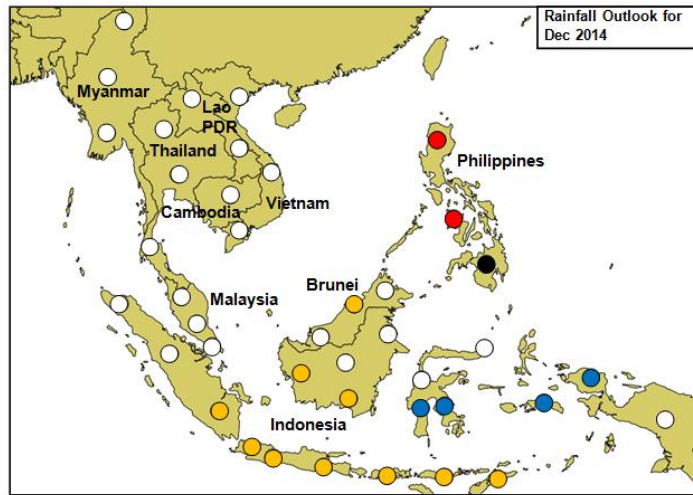 Rainfall Outlook for
Dec 2014
Myanmar
Lao
PDR
Thailand
Philippines
Cambodia
Vietnam
Brunei
Malaysia
Indonesia